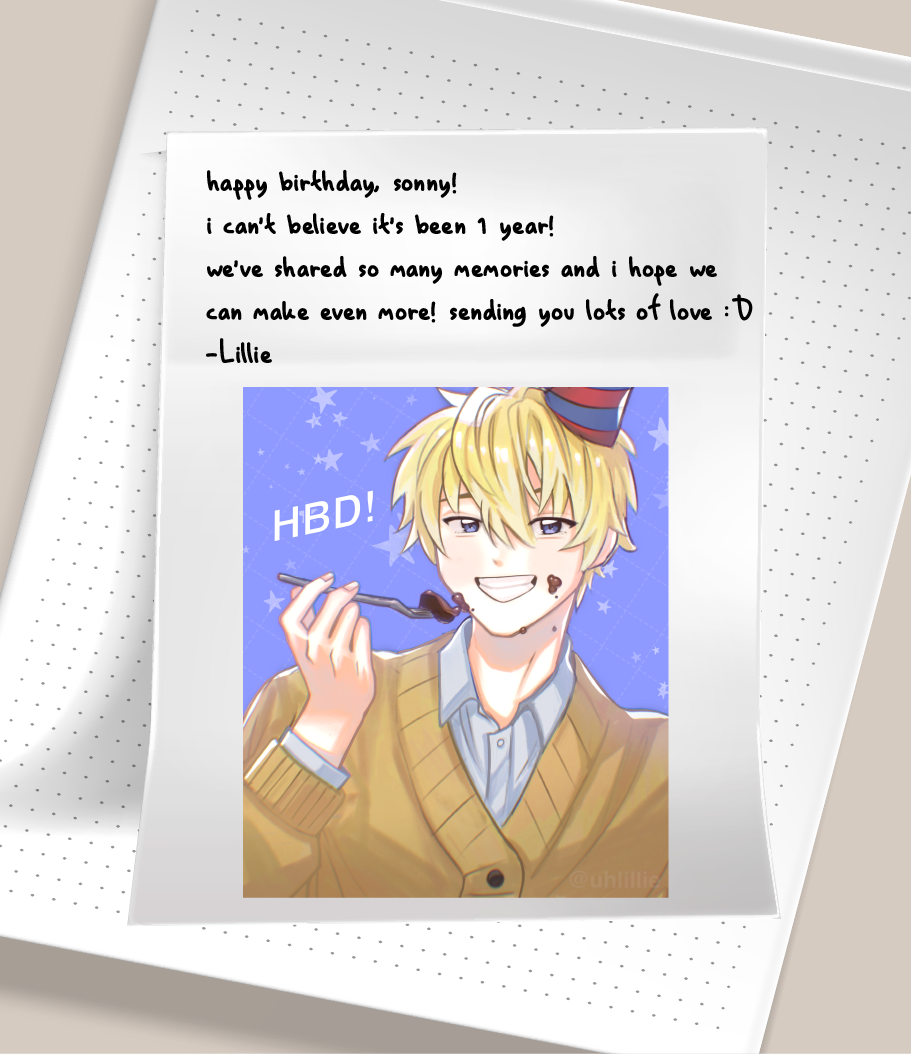 happy birthday, sonny!
i can't believe it's been 1 year!
we've shared so many memories and i hope we
can make even more! sending you lots of love :D
-Lillie
HBD!
@uhlillie